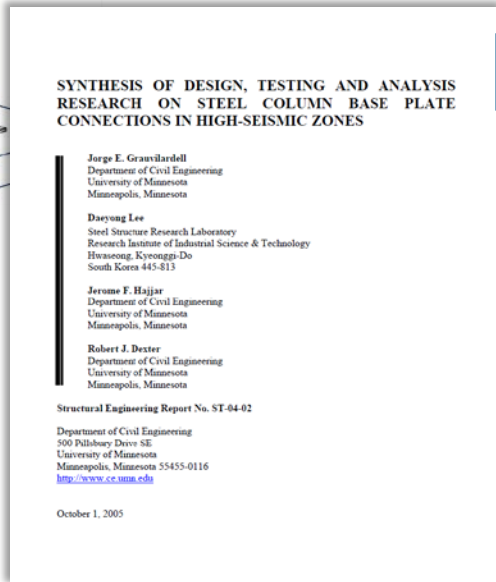 SYNTHESIS OF DESIGN, TESTING AND ANALYSIS
RESEARCH ON STEEL COLUMN BASE PLATE
CONNECTIONS IN HIGH-SEISMIC ZONES
Jorge E. Grauvilardell
Department of Civil Engineering
University of Minnesota
Minneapolis, Minnesota
Daeyong Lee
Steel Structure Research Laboratory
Research Institute of Industrial Science & Technology
Hwaseong, Kyeonggi-Do
South Korea 445-813
Jerome F. Hajjar
Department of Civil Engineering
University of Minnesota
Minneapolis, Minnesota
Robert J. Dexter
Department of Civil Engineering
University of Minnesota
Minneapolis, Minnesota
Structural Engineering Report No. ST-04-02
Department of Civil Engineering
500 Pillsbury Drive SE
University of Minnesota
Minneapolis, Minnesota 55455-0116
http://www.ce.umn.edu
October 1, 2005